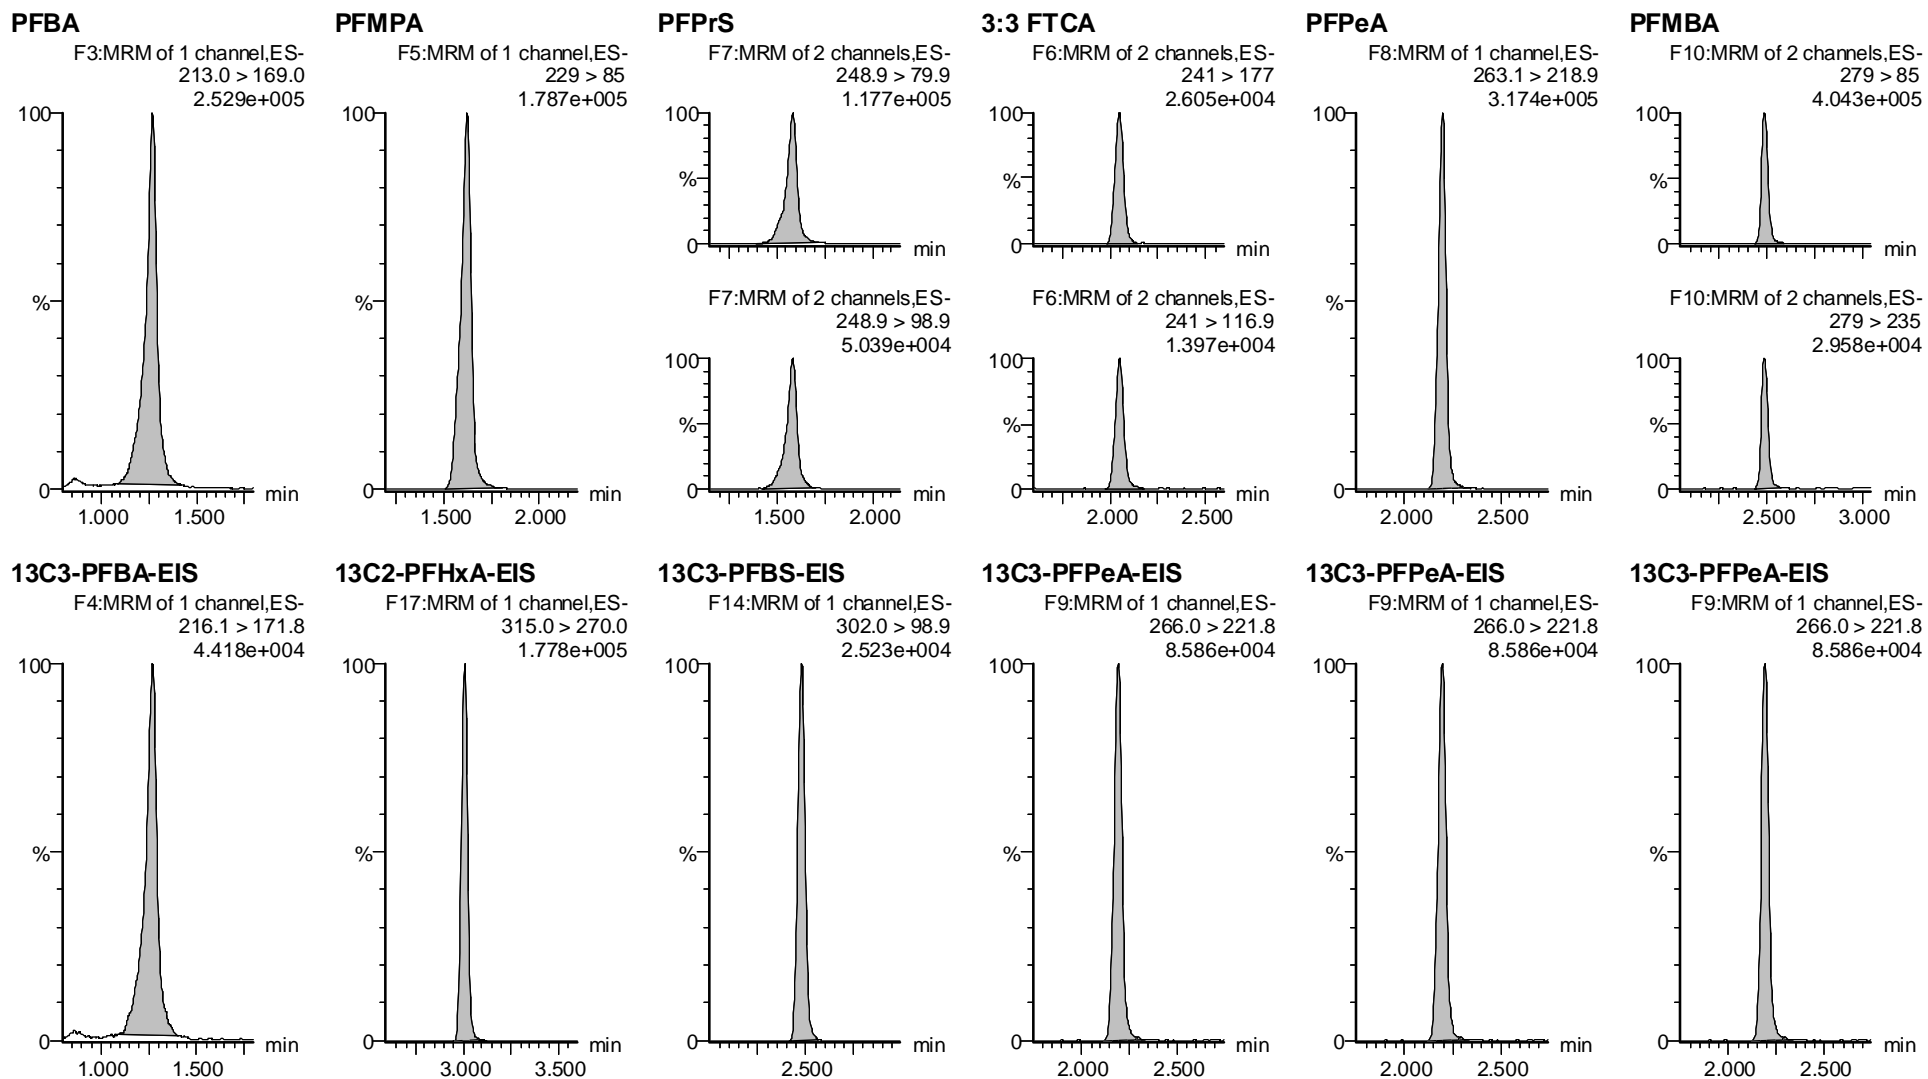 PFBA
F3:MRM of 1 channel,ES-
213.0 > 169.0
2.529e+005
100
%
0
min
1.000 1.500
PFMPA
F5:MRM of 1 channel,ES-
229 > 85
1.787e+005
100
%
0
min
1.500 2.000
PFPrS
F7:MRM of 2 channels,ES-
248.9 > 79.9
1.177e+005
100
%
0
min
F7:MRM of 2 channels,ES-
248.9 > 98.9
5.039e+004
100
%
0
min
1.500 2.000
3:3 FTCA
F6:MRM of 2 channels,ES-
241 > 177
2.605e+004
100
%
0
min
F6:MRM of 2 channels,ES-
241 > 116.9
1.397e+004
100
%
0
min
2.000 2.500
PFPeA
F8:MRM of 1 channel,ES-
263.1 > 218.9
3.174e+005
100
%
0
min
2.000 2.500
PFMBA
F10:MRM of 2 channels,ES-
279 > 85
4.043e+005
100
%
0
min
F10:MRM of 2 channels,ES-
279 > 235
2.958e+004
100
%
0
min
2.500 3.000
13C3-PFBA-EIS
F4:MRM of 1 channel,ES-
216.1 > 171.8
4.418e+004
100
%
0
min
1.000 1.500
13C2-PFHxA-EIS
F17:MRM of 1 channel,ES-
315.0 > 270.0
1.778e+005
100
%
0
min
3.000 3.500
13C3-PFBS-EIS
F14:MRM of 1 channel,ES-
302.0 > 98.9
2.523e+004
100
%
0
min
2.500
13C3-PFPeA-EIS
F9:MRM of 1 channel,ES-
266.0 > 221.8
8.586e+004
100
%
0
min
2.000 2.500
13C3-PFPeA-EIS
F9:MRM of 1 channel,ES-
266.0 > 221.8
8.586e+004
100
%
0
min
2.000 2.500
13C3-PFPeA-EIS
F9:MRM of 1 channel,ES-
266.0 > 221.8
8.586e+004
100
%
0
min
2.000 2.500